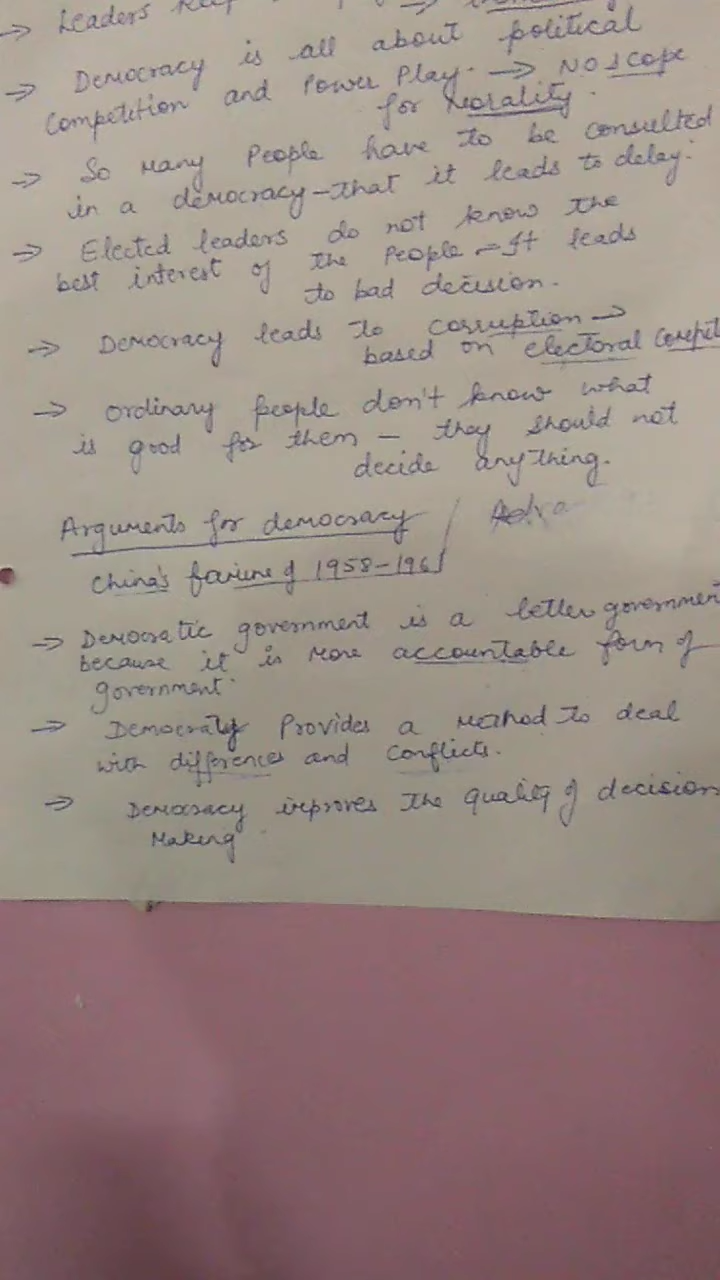 → Leaders keep →
→ Democracy is all about political
Competition and Power Play. → No scope
for Morality.
→ So Many People have to be consulted
in a democracy - that it leads to delay.
→ Elected leaders do not know the
best interest of the People - It leads
to bad decision.
→ Democracy leads to corruption →
based on electoral Compet
→ Ordinary people don't know what
is good for them - they should not
decide anything.
Arguments for democracy / Adva
China's famine of 1958-1961
→ Democratic government is a better government
because it is More accountable form of
government.
→ Democraty Provides a Method to deal
with differences and Conflicts.
→ Democracy improves the quality of decision
Making